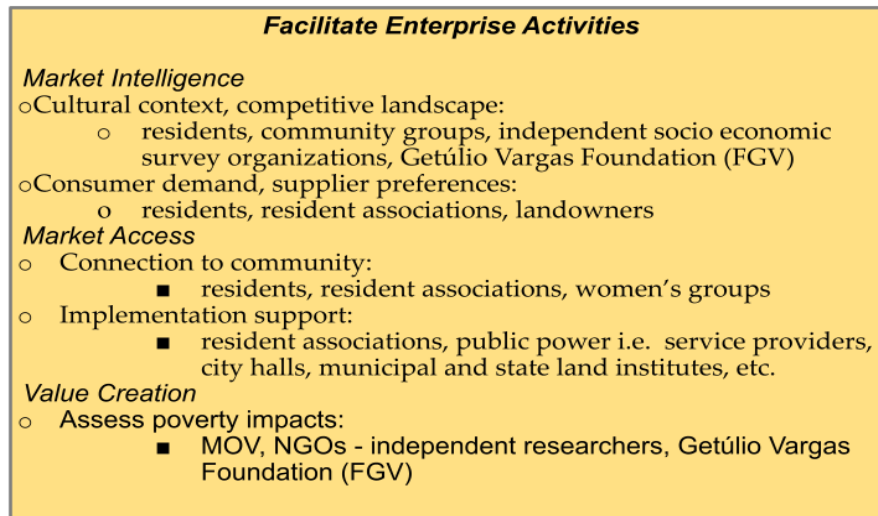 Facilitate Enterprise Activities
Market Intelligence
oCultural context, competitive landscape:
o residents, community groups, independent socio economic
survey organizations, Getúlio Vargas Foundation (FGV)
oConsumer demand, supplier preferences:
o residents, resident associations, landowners
Market Access
o Connection to community:
■ residents, resident associations, women’s groups
o Implementation support:
■ resident associations, public power i.e. service providers,
city halls, municipal and state land institutes, etc.
Value Creation
o Assess poverty impacts:
■ MOV, NGOs - independent researchers, Getúlio Vargas
Foundation (FGV)